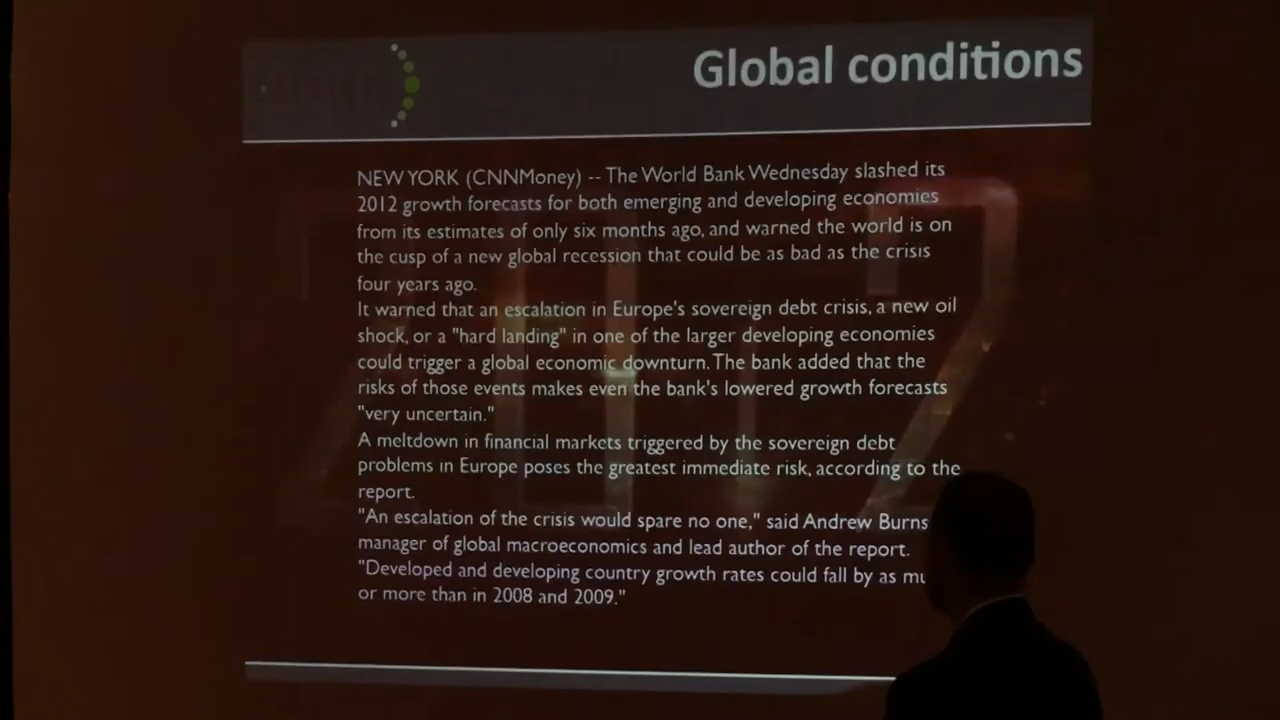 Global conditions
NEW YORK (CNNMoney) -- The World Bank Wednesday slashed its
2012 growth forecasts for both emerging and developing economies
from its estimates of only six months ago, and warned the world is on
the cusp of a new global recession that could be as bad as the crisis
four years ago.
It warned that an escalation in Europe's sovereign debt crisis, a new oil
shock, or a "hard landing" in one of the larger developing economies
could trigger a global economic downturn. The bank added that the
risks of those events makes even the bank's lowered growth forecasts
"very uncertain."
A meltdown in financial markets triggered by the sovereign debt
problems in Europe poses the greatest immediate risk, according to the
report.
"An escalation of the crisis would spare no one," said Andrew Burns
manager of global macroeconomics and lead author of the report.
"Developed and developing country growth rates could fall by as mu
or more than in 2008 and 2009."
2012